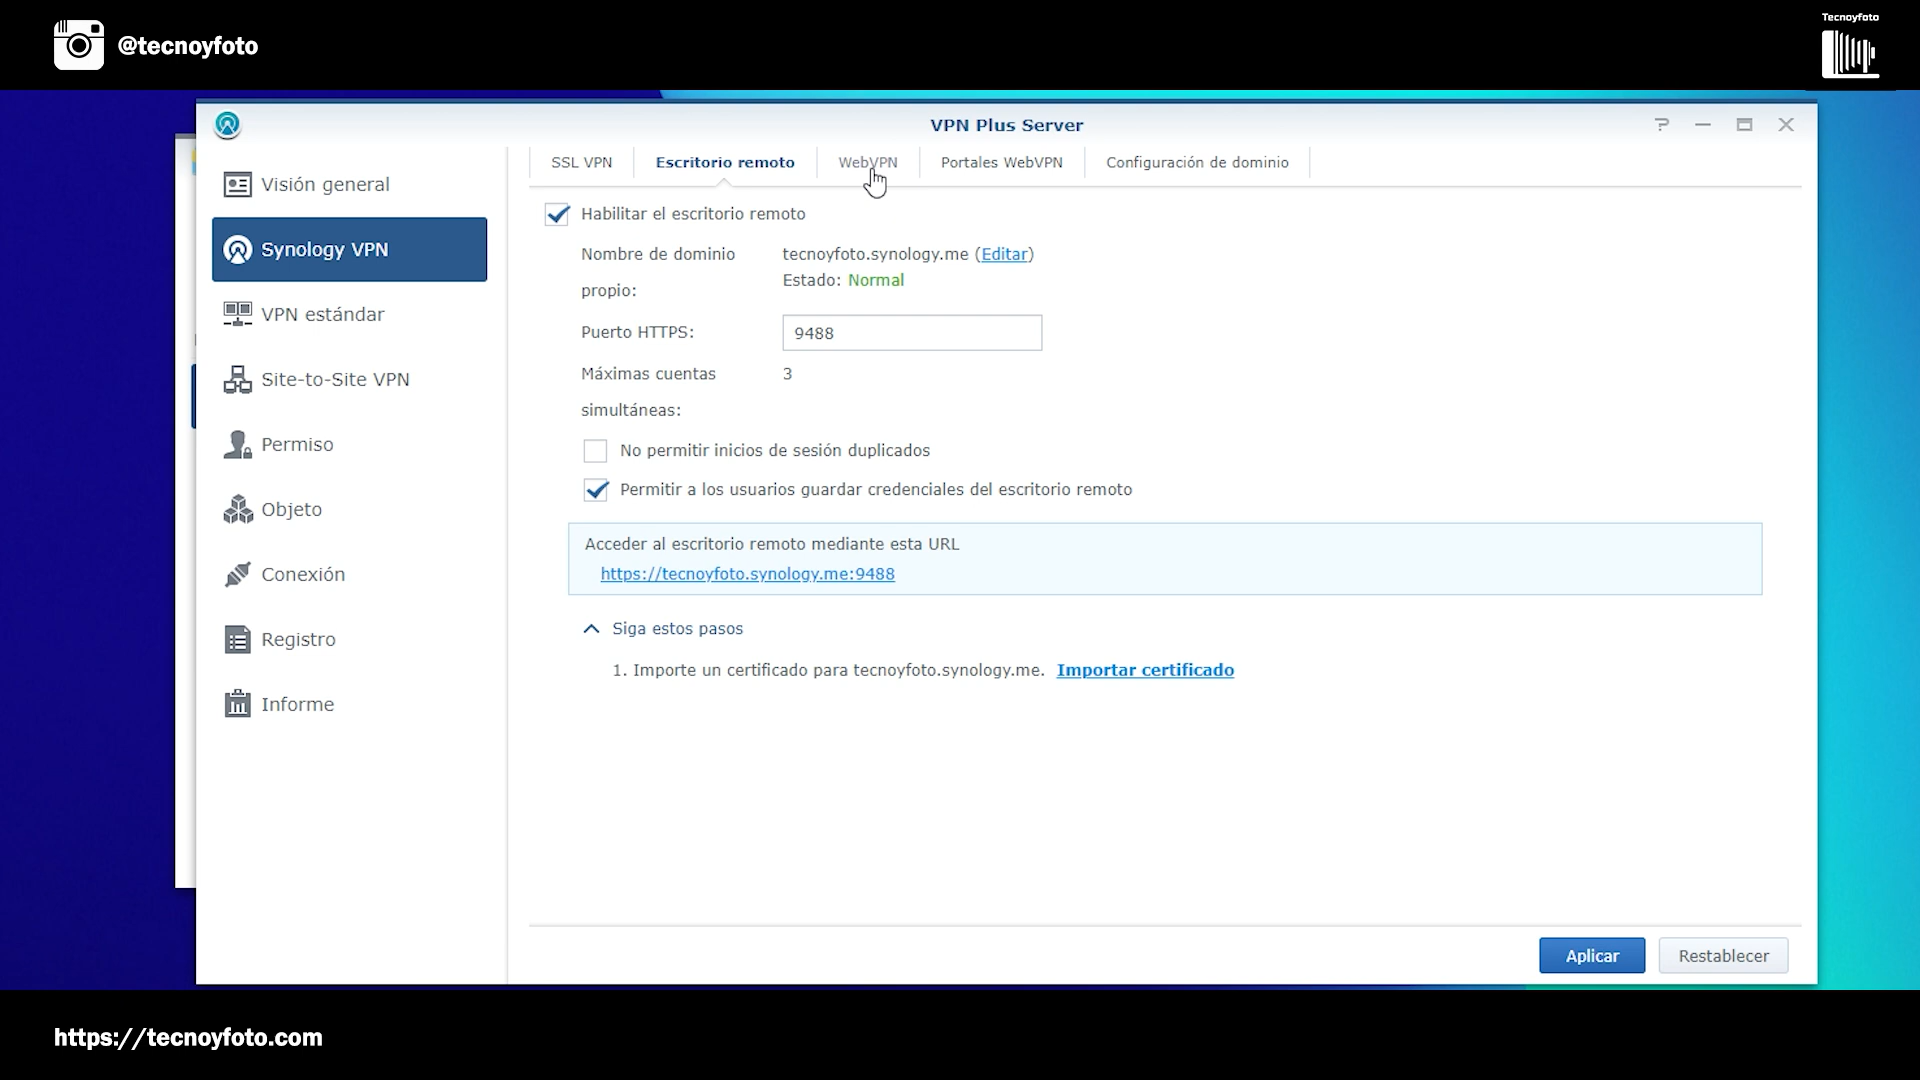 @tecnoyfoto
Tecnoyfoto
VPN Plus Server
Visión general
Synology VPN
VPN estándar
Site-to-Site VPN
Permiso
Objeto
Conexión
Registro
Informe
SSL VPN
Escritorio remoto
WebVPN
Portales WebVPN
Configuración de dominio
Habilitar el escritorio remoto
Nombre de dominio
propio:
tecnoyfoto.synology.me (Editar)
Estado: Normal
Puerto HTTPS:
9488
Máximas cuentas
simultáneas:
3
No permitir inicios de sesión duplicados
Permitir a los usuarios guardar credenciales del escritorio remoto
Acceder al escritorio remoto mediante esta URL
https://tecnoyfoto.synology.me:9488
Siga estos pasos
1. Importe un certificado para tecnoyfoto.synology.me. Importar certificado
Aplicar
Restablecer
https://tecnoyfoto.com